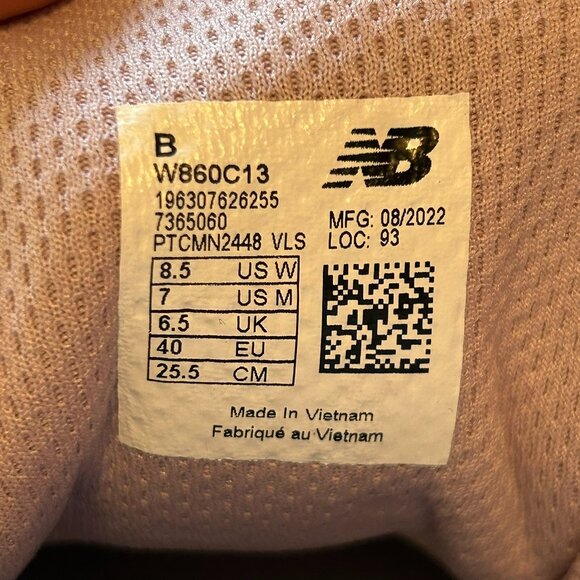 B
W860C13
196307626255
7365060
PTCMN2448 VLS
NB
MFG: 08/2022
LOC: 93
8.5 US W
7 US M
6.5 UK
40 EU
25.5 CM
Made In Vietnam
Fabriqué au Vietnam